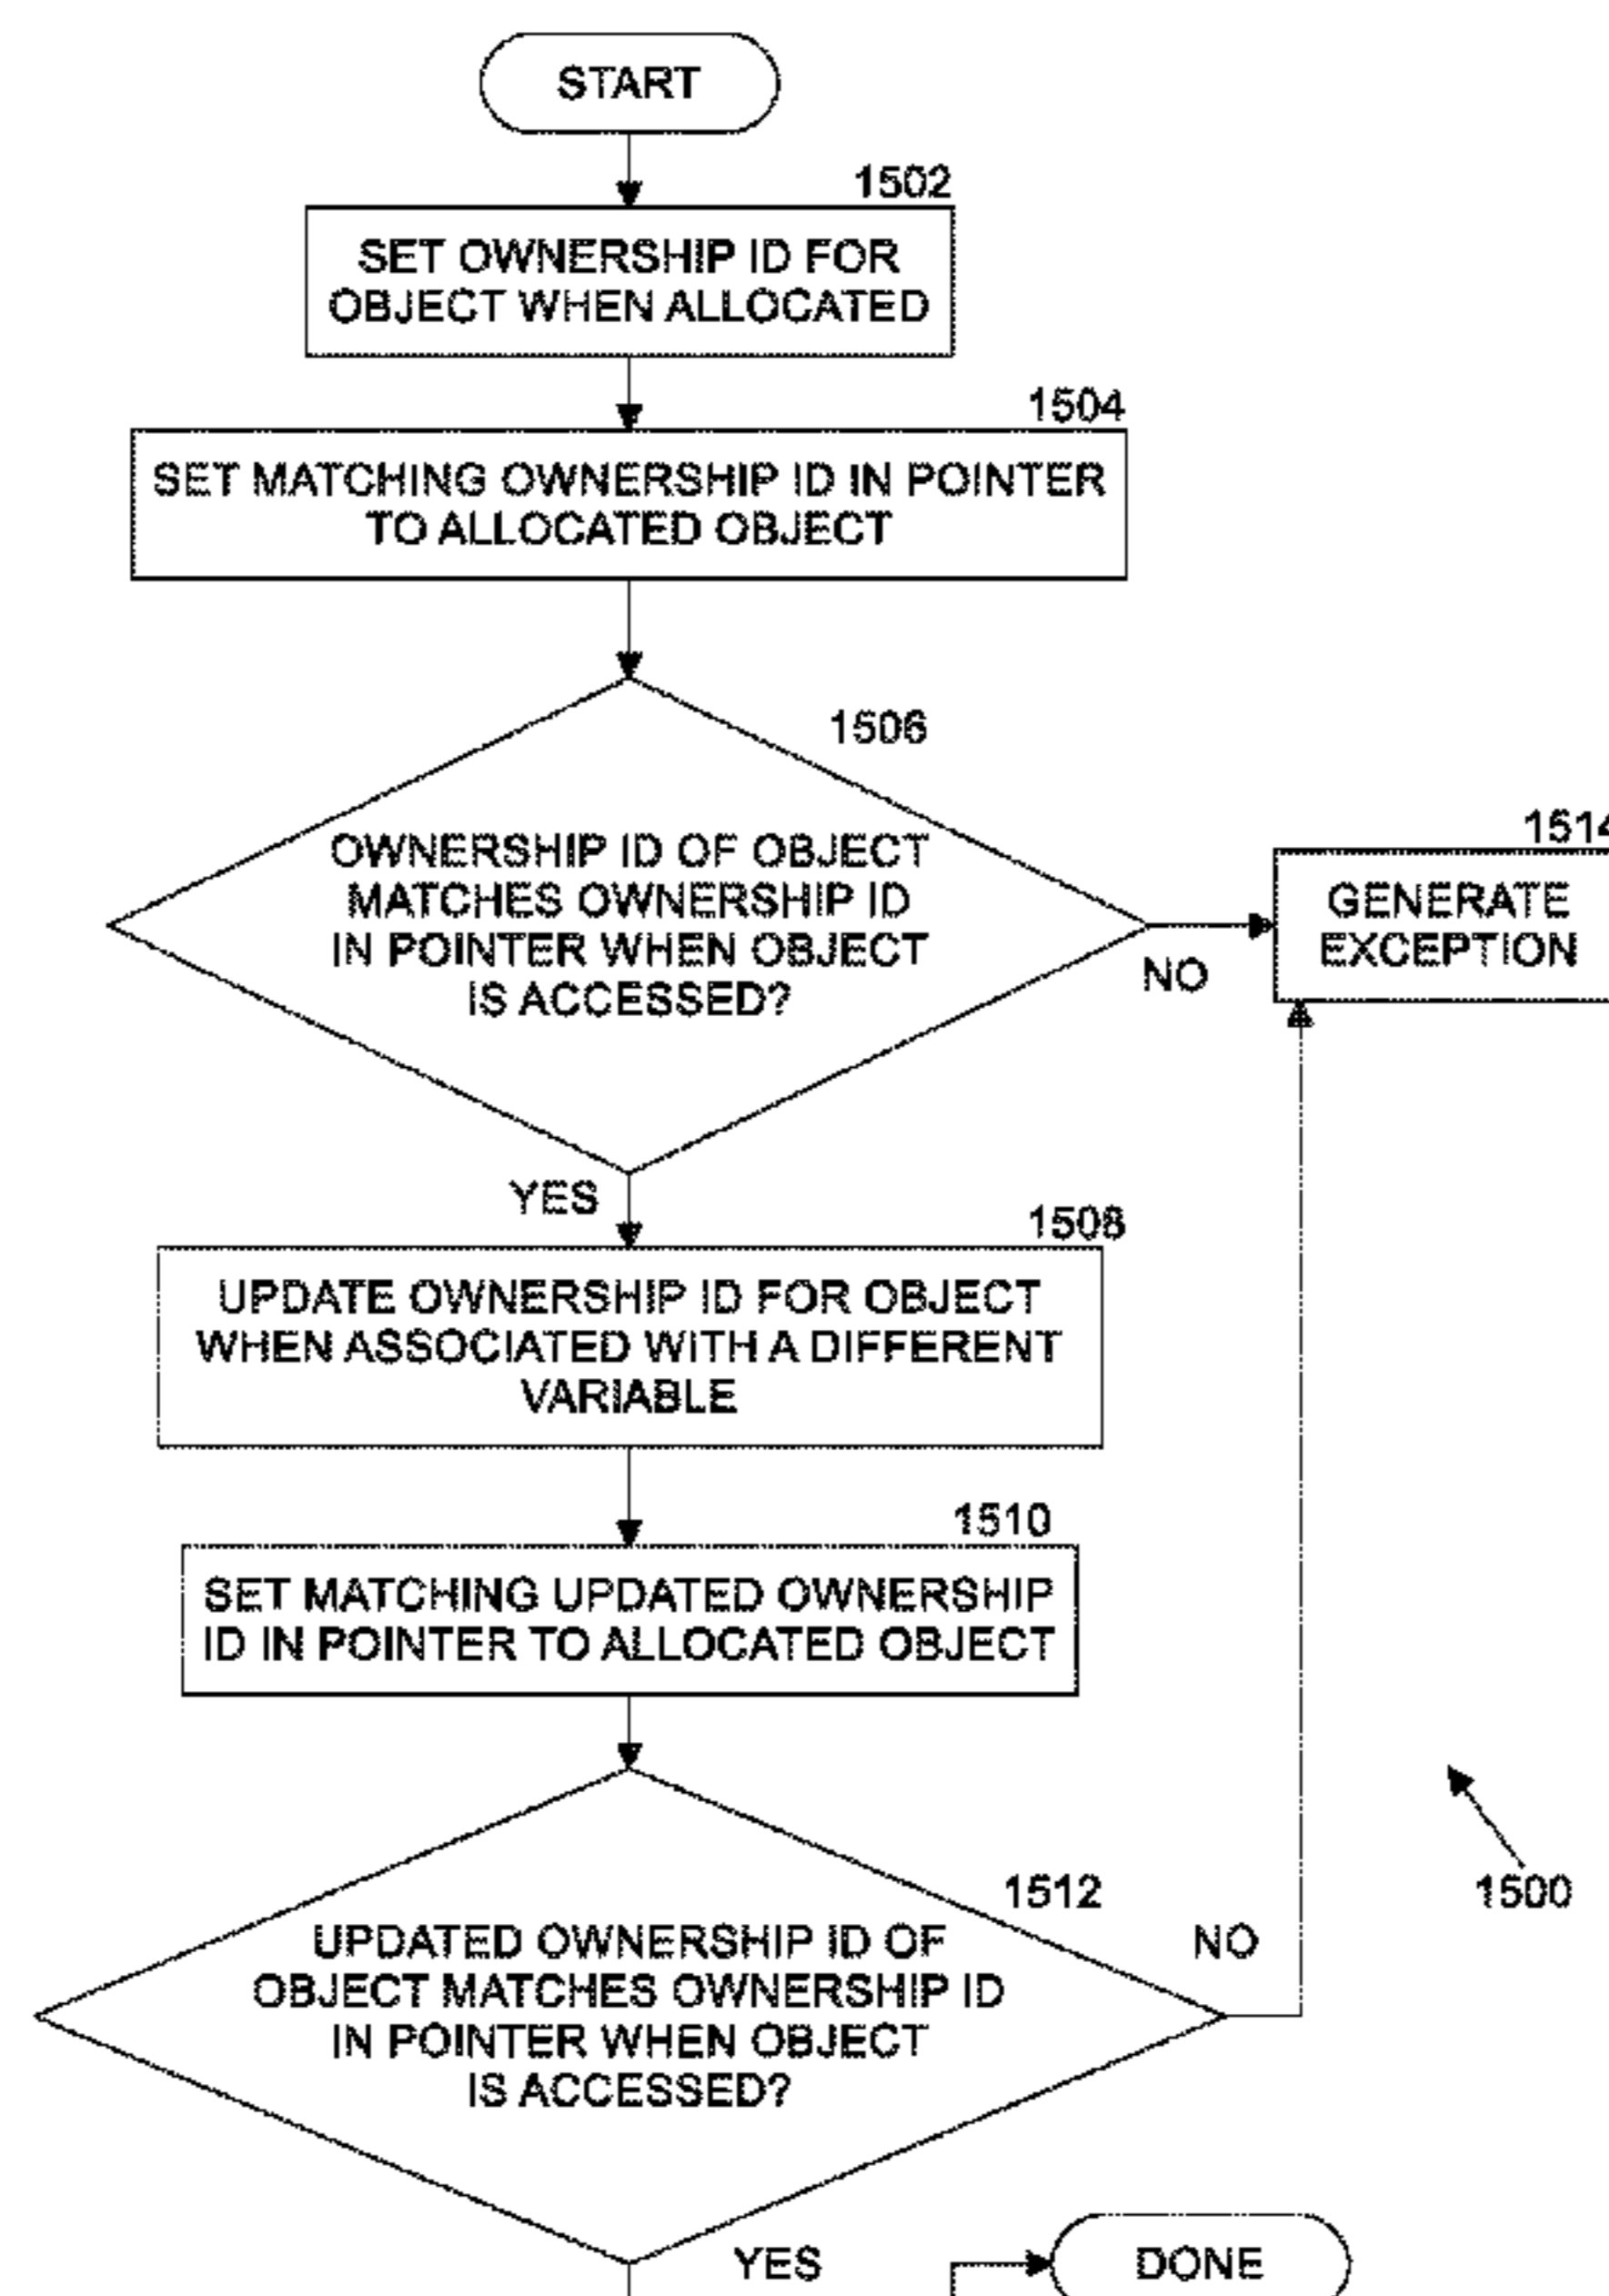 START
1502
SET OWNERSHIP ID FOR
OBJECT WHEN ALLOCATED
1504
SET MATCHING OWNERSHIP ID IN POINTER
TO ALLOCATED OBJECT
1506
OWNERSHIP ID OF OBJECT
MATCHES OWNERSHIP ID
IN POINTER WHEN OBJECT
IS ACCESSED?
NO
1514
GENERATE
EXCEPTION
YES
1508
UPDATE OWNERSHIP ID FOR OBJECT
WHEN ASSOCIATED WITH A DIFFERENT
VARIABLE
1510
SET MATCHING UPDATED OWNERSHIP
ID IN POINTER TO ALLOCATED OBJECT
1512
UPDATED OWNERSHIP ID OF
OBJECT MATCHES OWNERSHIP ID
IN POINTER WHEN OBJECT
IS ACCESSED?
NO
1500
YES
DONE